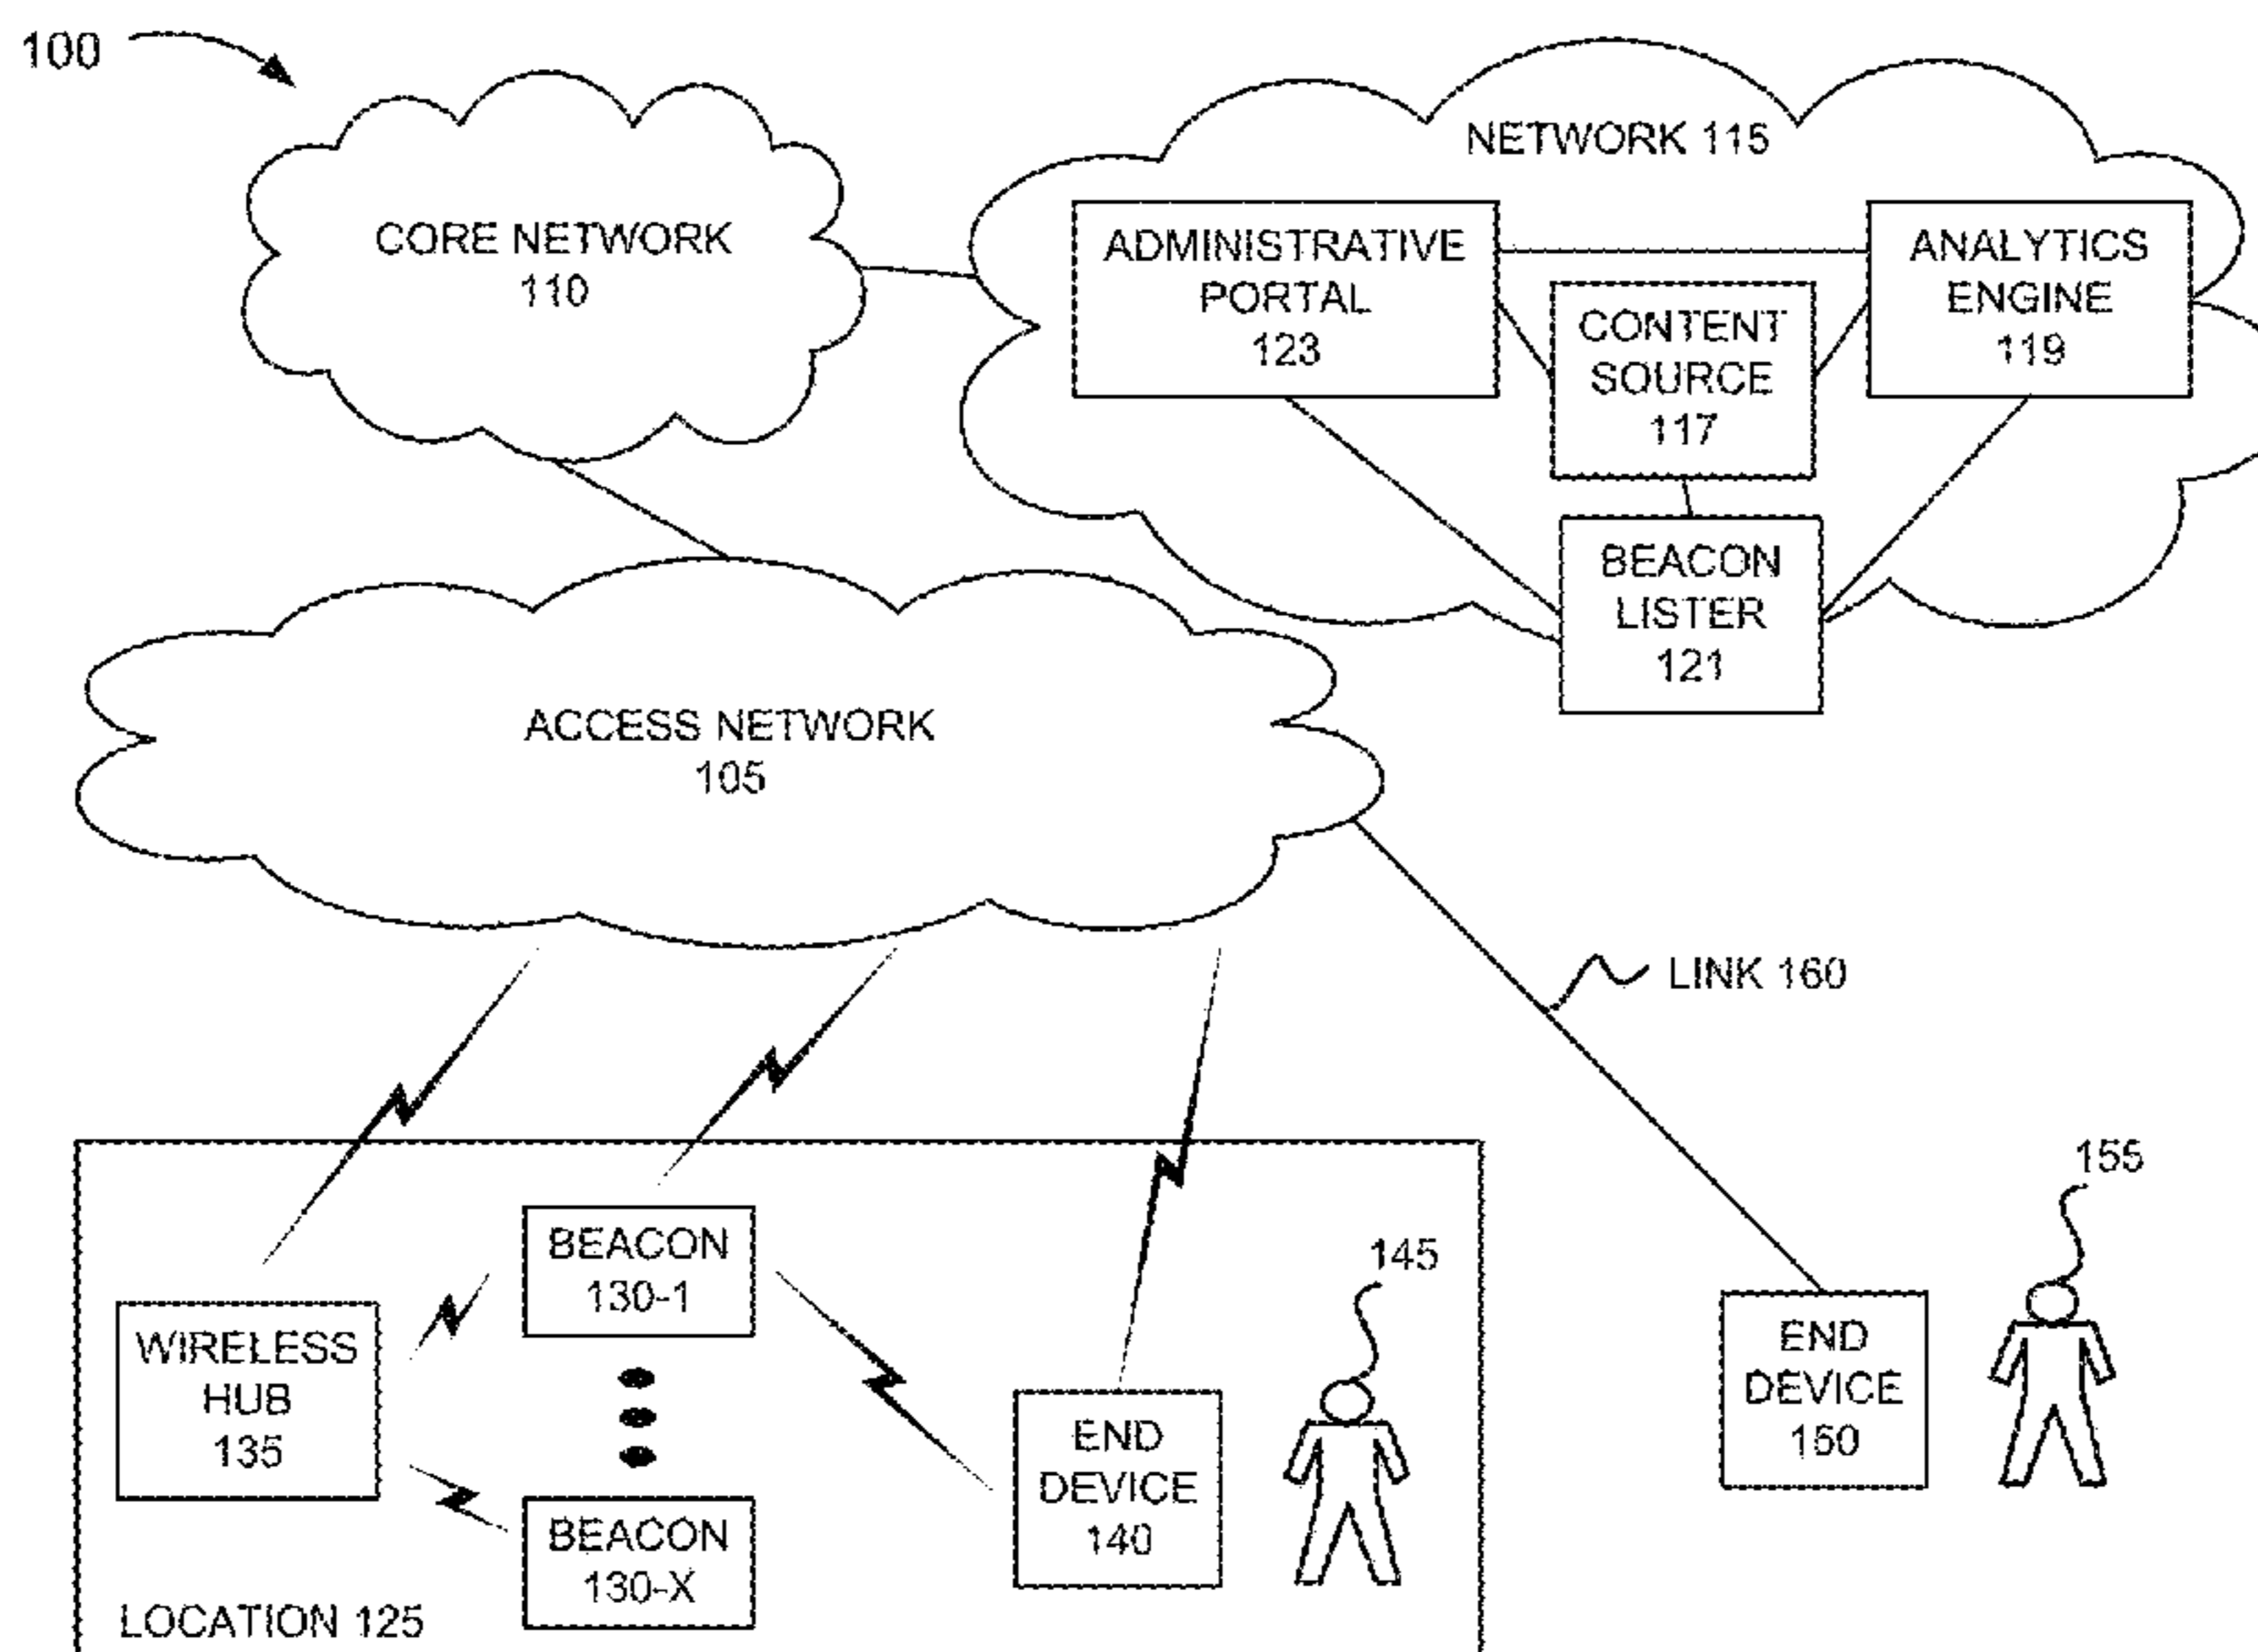 100
CORE NETWORK
110
NETWORK 115
ADMINISTRATIVE
PORTAL
123
CONTENT
SOURCE
117
ANALYTICS
ENGINE
119
BEACON
LISTER
121
ACCESS NETWORK
105
LINK 160
WIRELESS
HUB
135
BEACON
130-1
BEACON
130-X
END
DEVICE
140
145
END
DEVICE
150
155
LOCATION 125